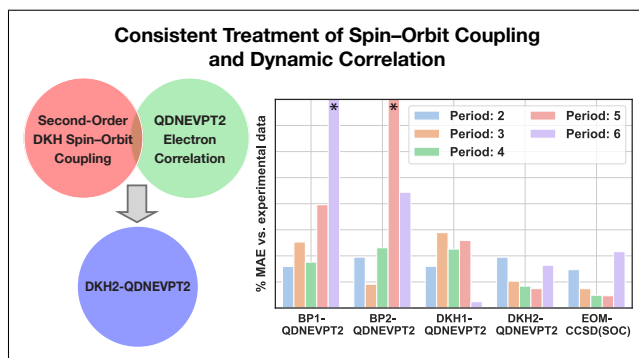 Consistent Treatment of Spin–Orbit Coupling
and Dynamic Correlation
Second-Order
DKH Spin–Orbit
Coupling
QDNEVPT2
Electron
Correlation
DKH2-QDNEVPT2
% MAE vs. experimental data
*
*
Period: 2
Period: 3
Period: 4
Period: 5
Period: 6
BP1-
QDNEVPT2
BP2-
QDNEVPT2
DKH1-
QDNEVPT2
DKH2-
QDNEVPT2
EOM-
CCSD(SOC)